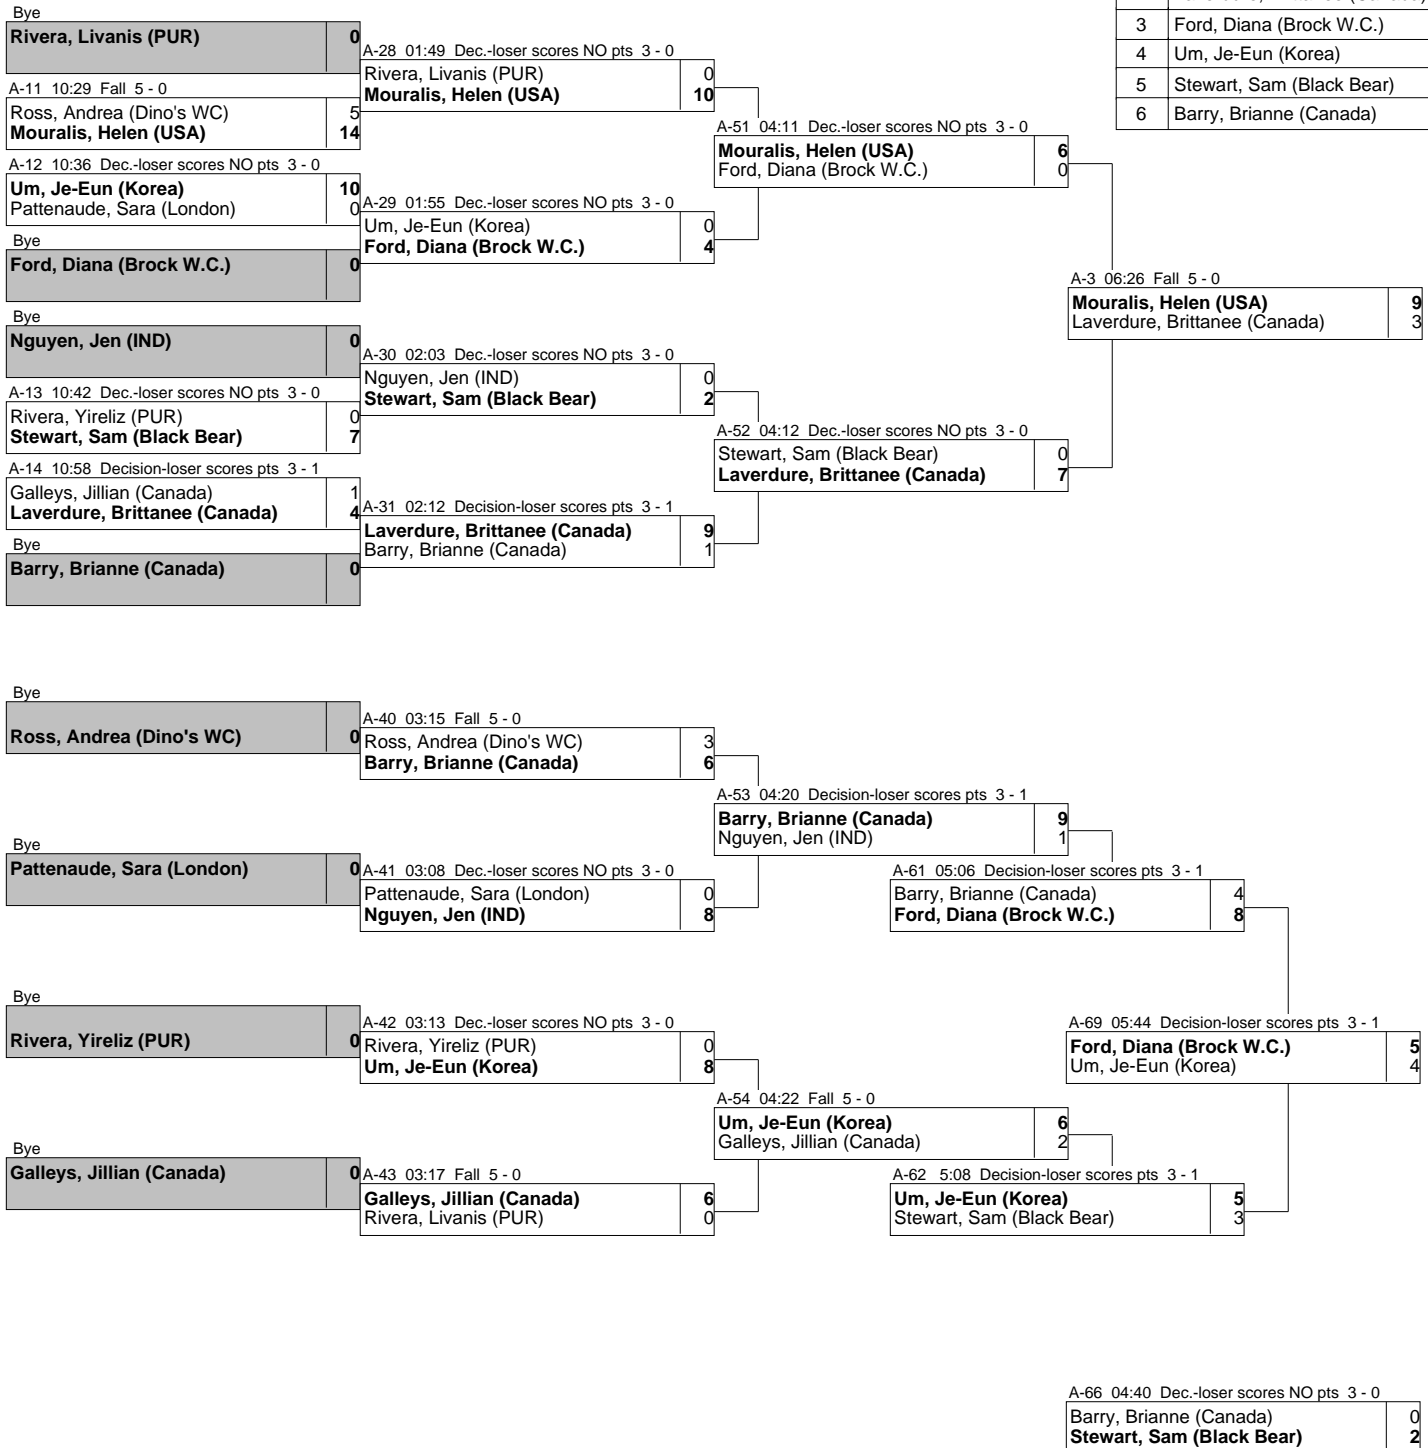 3 Ford, Diana (Brock W.C.)
4 Um, Je-Eun (Korea)
5 Stewart, Sam (Black Bear)
6 Barry, Brianne (Canada)
Bye
Rivera, Livanis (PUR) 0
A-11 10:29 Fall 5 - 0
Ross, Andrea (Dino's WC) 5
Mouralis, Helen (USA) 14
A-12 10:36 Dec.-loser scores NO pts 3 - 0
Um, Je-Eun (Korea) 10
Pattenaude, Sara (London) 0
Bye
Ford, Diana (Brock W.C.) 0
Bye
Nguyen, Jen (IND) 0
A-13 10:42 Dec.-loser scores NO pts 3 - 0
Rivera, Yireliz (PUR) 0
Stewart, Sam (Black Bear) 7
A-14 10:58 Decision-loser scores pts 3 - 1
Galleys, Jillian (Canada) 1
Laverdure, Brittanee (Canada) 4
Bye
Barry, Brianne (Canada) 0
A-28 01:49 Dec.-loser scores NO pts 3 - 0
Rivera, Livanis (PUR) 0
Mouralis, Helen (USA) 10
A-29 01:55 Dec.-loser scores NO pts 3 - 0
Um, Je-Eun (Korea) 0
Ford, Diana (Brock W.C.) 4
A-30 02:03 Dec.-loser scores NO pts 3 - 0
Nguyen, Jen (IND) 0
Stewart, Sam (Black Bear) 2
A-31 02:12 Decision-loser scores pts 3 - 1
Laverdure, Brittanee (Canada) 9
Barry, Brianne (Canada) 1
A-51 04:11 Dec.-loser scores NO pts 3 - 0
Mouralis, Helen (USA) 6
Ford, Diana (Brock W.C.) 0
A-52 04:12 Dec.-loser scores NO pts 3 - 0
Stewart, Sam (Black Bear) 0
Laverdure, Brittanee (Canada) 7
A-3 06:26 Fall 5 - 0
Mouralis, Helen (USA) 9
Laverdure, Brittanee (Canada) 3
Bye
Ross, Andrea (Dino's WC) 0
Bye
Pattenaude, Sara (London) 0
Bye
Rivera, Yireliz (PUR) 0
Bye
Galleys, Jillian (Canada) 0
A-40 03:15 Fall 5 - 0
Ross, Andrea (Dino's WC) 3
Barry, Brianne (Canada) 6
A-41 03:08 Dec.-loser scores NO pts 3 - 0
Pattenaude, Sara (London) 0
Nguyen, Jen (IND) 8
A-42 03:13 Dec.-loser scores NO pts 3 - 0
Rivera, Yireliz (PUR) 0
Um, Je-Eun (Korea) 8
A-43 03:17 Fall 5 - 0
Galleys, Jillian (Canada) 6
Rivera, Livanis (PUR) 0
A-53 04:20 Decision-loser scores pts 3 - 1
Barry, Brianne (Canada) 9
Nguyen, Jen (IND) 1
A-54 04:22 Fall 5 - 0
Um, Je-Eun (Korea) 6
Galleys, Jillian (Canada) 2
A-61 05:06 Decision-loser scores pts 3 - 1
Barry, Brianne (Canada) 4
Ford, Diana (Brock W.C.) 8
A-62 5:08 Decision-loser scores pts 3 - 1
Um, Je-Eun (Korea) 5
Stewart, Sam (Black Bear) 3
A-69 05:44 Decision-loser scores pts 3 - 1
Ford, Diana (Brock W.C.) 5
Um, Je-Eun (Korea) 4
A-66 04:40 Dec.-loser scores NO pts 3 - 0
Barry, Brianne (Canada) 0
Stewart, Sam (Black Bear) 2